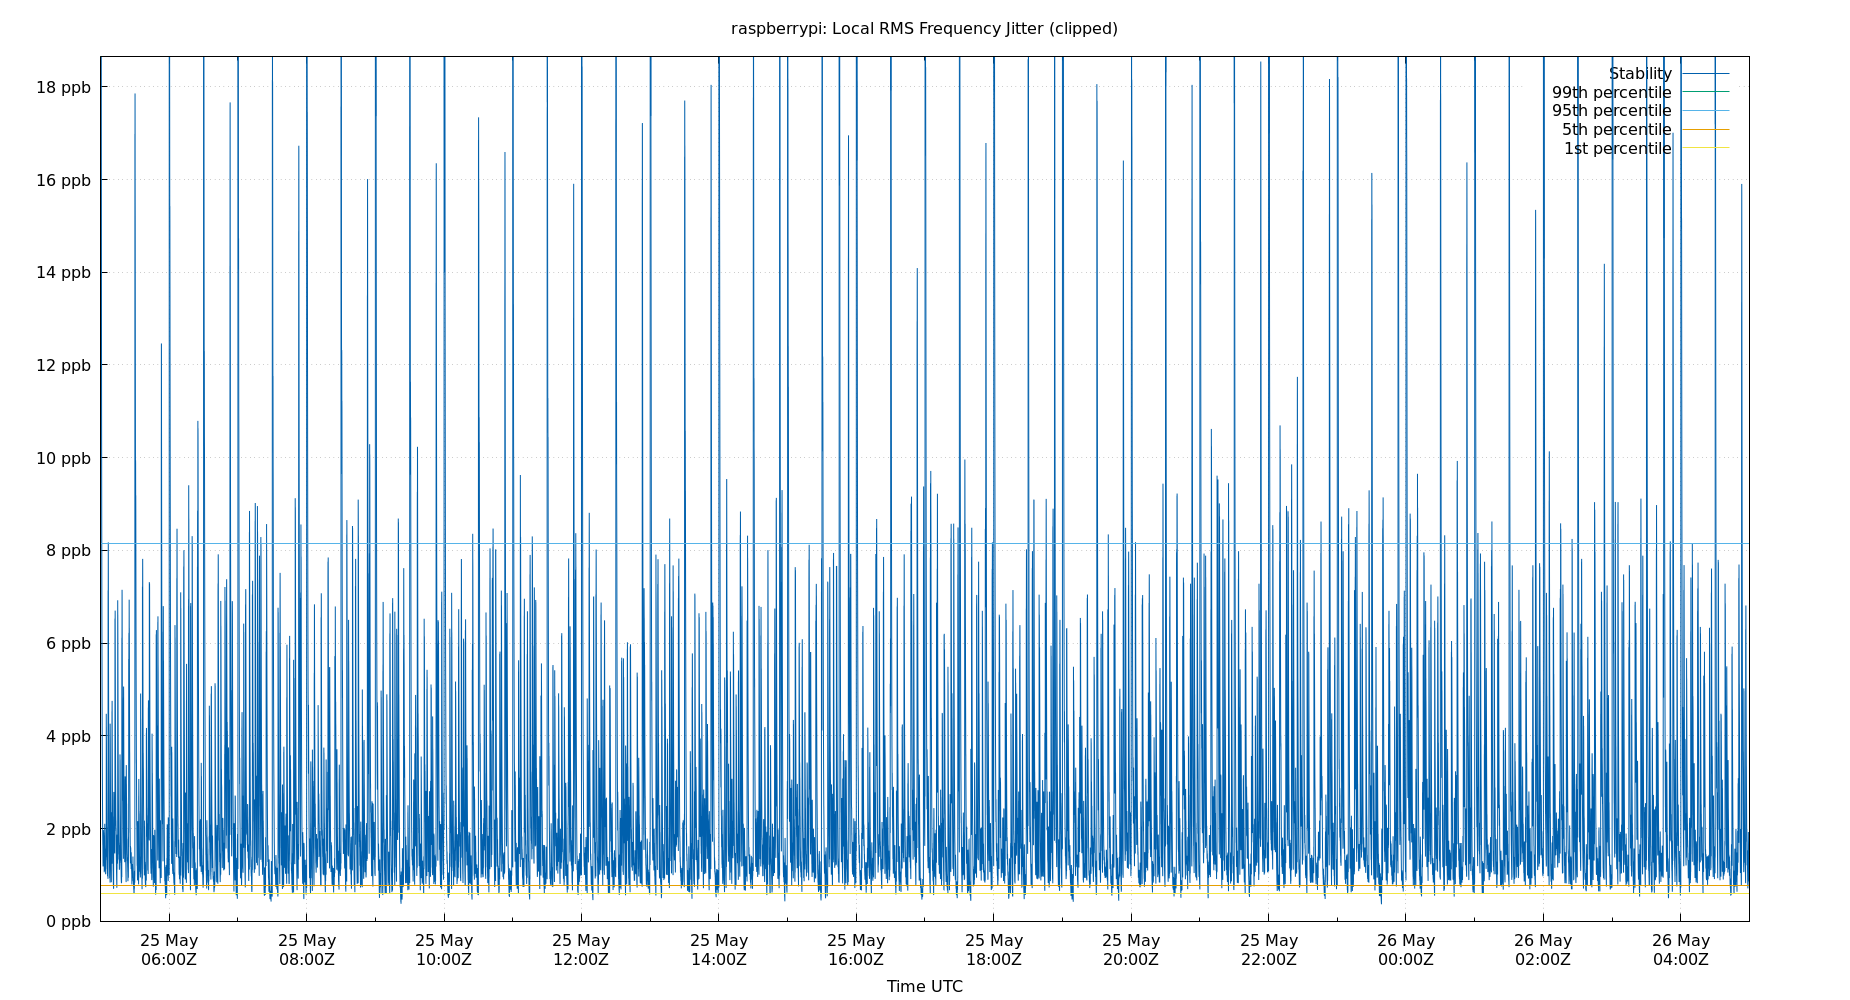 raspberrypi: Local RMS Frequency Jitter (clipped)
Stability
99th percentile
95th percentile
5th percentile
1st percentile
18 ppb
16 ppb
14 ppb
12 ppb
10 ppb
8 ppb
6 ppb
4 ppb
2 ppb
0 ppb
25 May 25 May 25 May 25 May 25 May 25 May 25 May 25 May 25 May 26 May 26 May 26 May
06:00Z 08:00Z 10:00Z 12:00Z 14:00Z 16:00Z 18:00Z 20:00Z 22:00Z 00:00Z 02:00Z 04:00Z
Time UTC